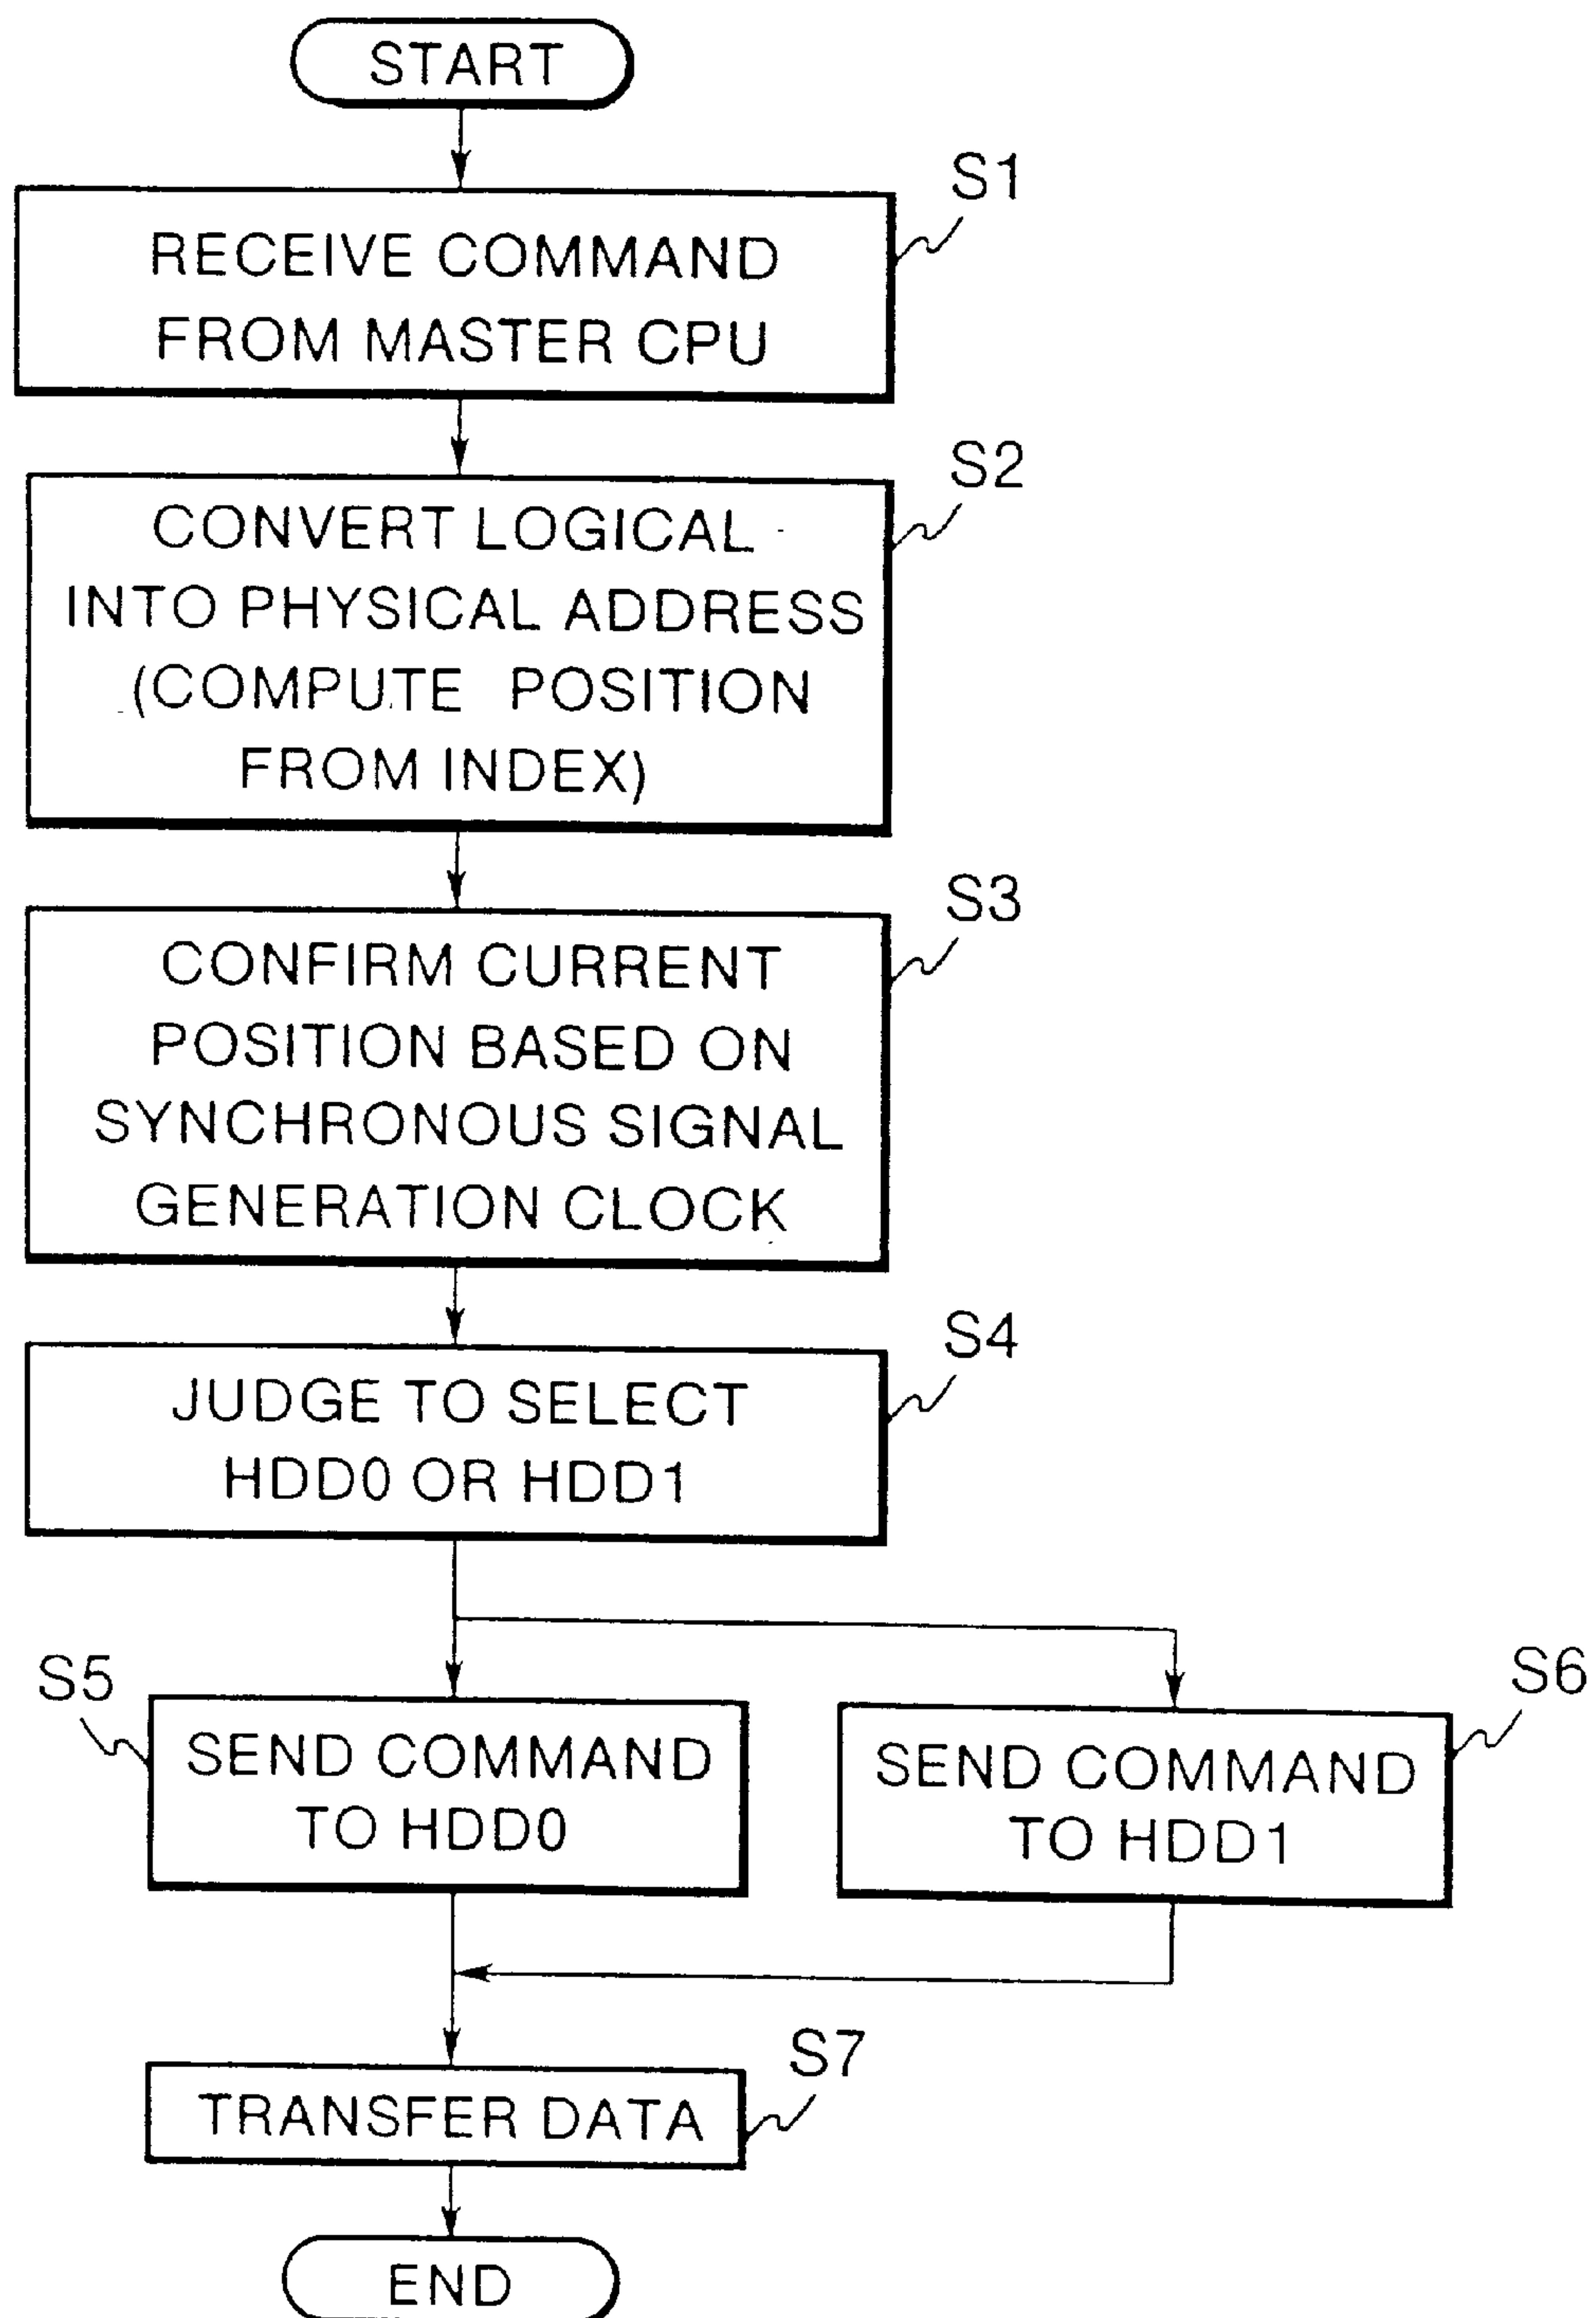 START
S1
RECEIVE COMMAND
FROM MASTER CPU
S2
CONVERT LOGICAL
INTO PHYSICAL ADDRESS
(COMPUTE POSITION
FROM INDEX)
S3
CONFIRM CURRENT
POSITION BASED ON
SYNCHRONOUS SIGNAL
GENERATION CLOCK
S4
JUDGE TO SELECT
HDD0 OR HDD1
S5
SEND COMMAND
TO HDD0
S6
SEND COMMAND
TO HDD1
S7
TRANSFER DATA
END